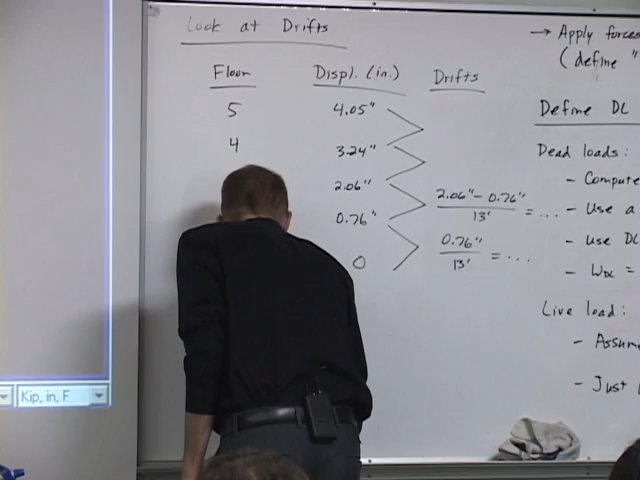 Look at Drifts
Floor Displ. (in.) Drifts
5 4.05"
4 3.24"
2.06"
0.76"
0
2.06" - 0.76"
13'
= ...
0.76"
13'
= ...
→ Apply forces
(define "
Define DL
Dead loads:
- Compute
- Use a
- Use DL
- WDL =
Live load:
- Assum
- Just
Kip, in, F